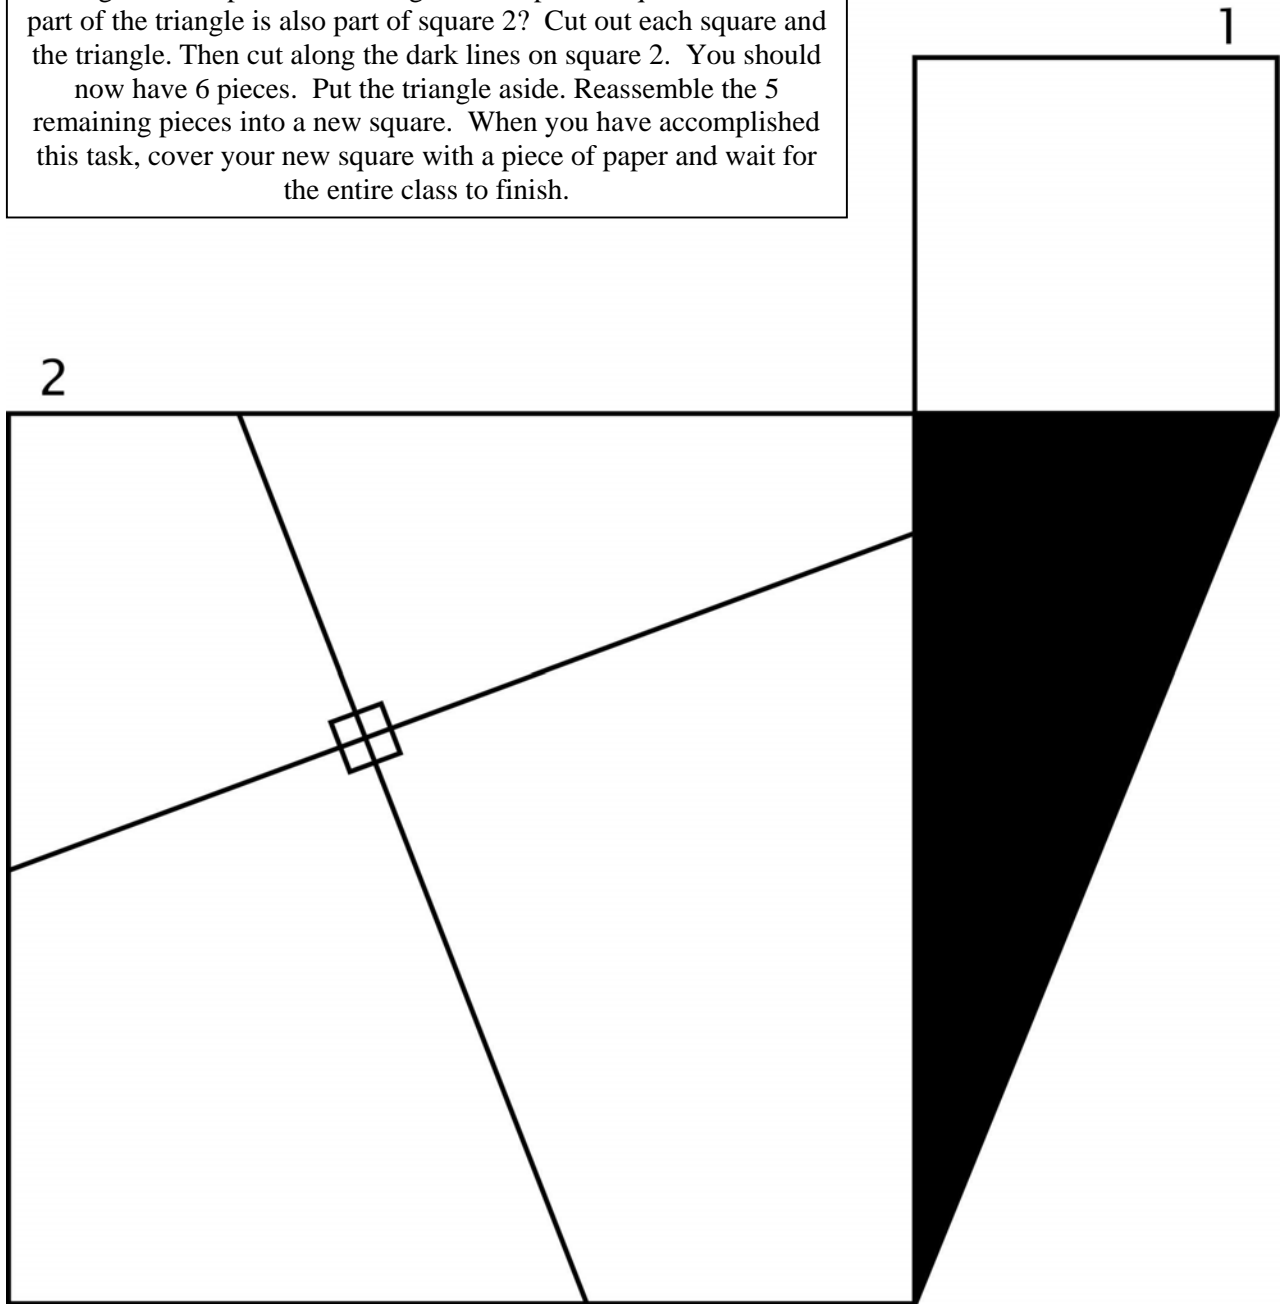 part of the triangle is also part of square 2? Cut out each square and
the triangle. Then cut along the dark lines on square 2. You should
now have 6 pieces. Put the triangle aside. Reassemble the 5
remaining pieces into a new square. When you have accomplished
this task, cover your new square with a piece of paper and wait for
the entire class to finish.
1
2